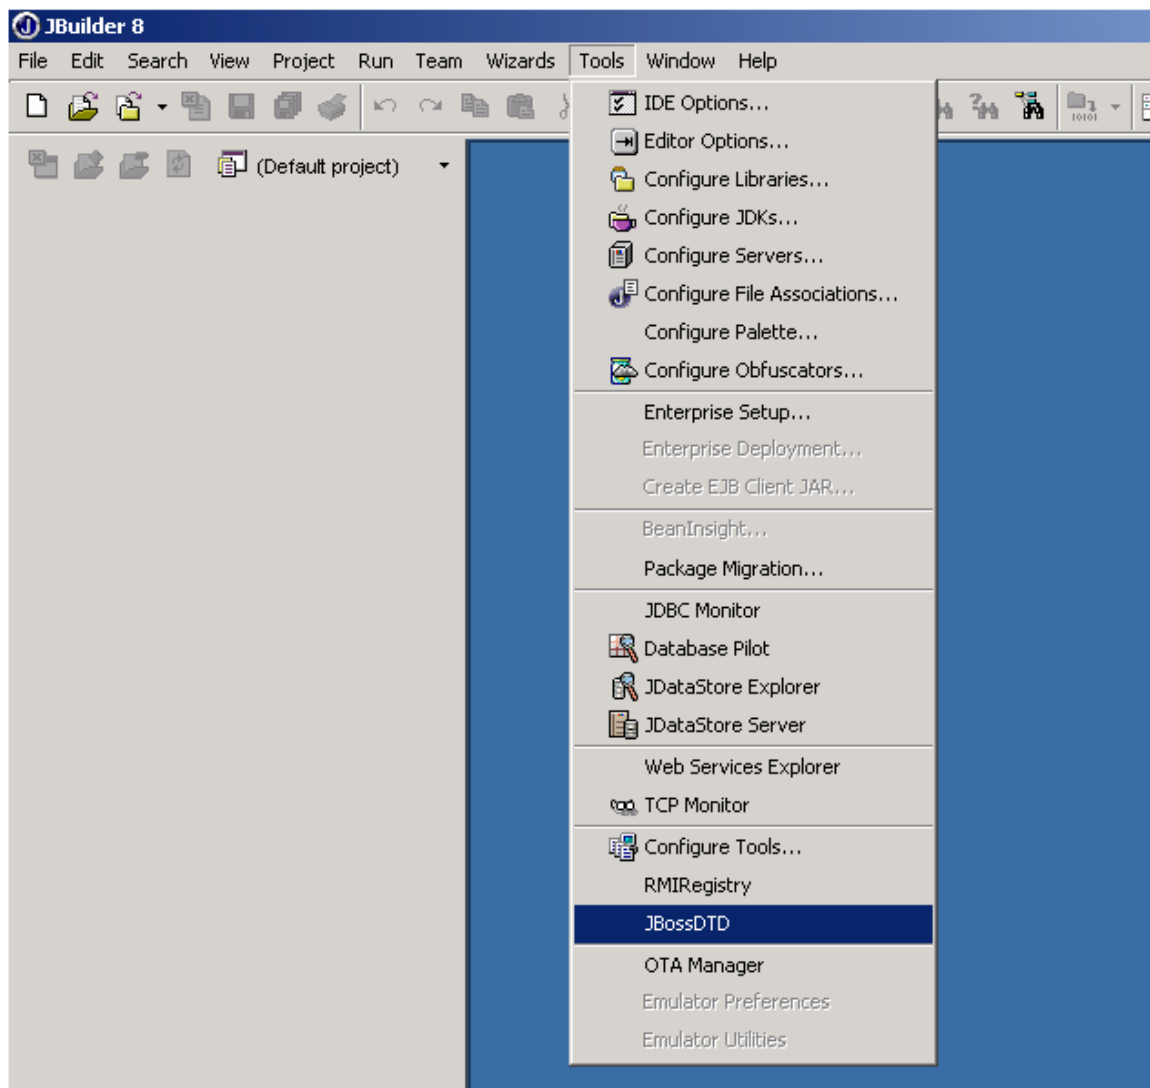 JBuilder 8
File Edit Search View Project Run Team Wizards Tools Window Help
(Default project)
IDE Options...
Editor Options...
Configure Libraries...
Configure JDKs...
Configure Servers...
Configure File Associations...
Configure Palette...
Configure Obfuscators...
Enterprise Setup...
Enterprise Deployment...
Create EJB Client JAR...
BeanInsight...
Package Migration...
JDBC Monitor
Database Pilot
JDataStore Explorer
JDataStore Server
Web Services Explorer
TCP Monitor
Configure Tools...
RMIRegistry
JBossDTD
OTA Manager
Emulator Preferences
Emulator Utilities